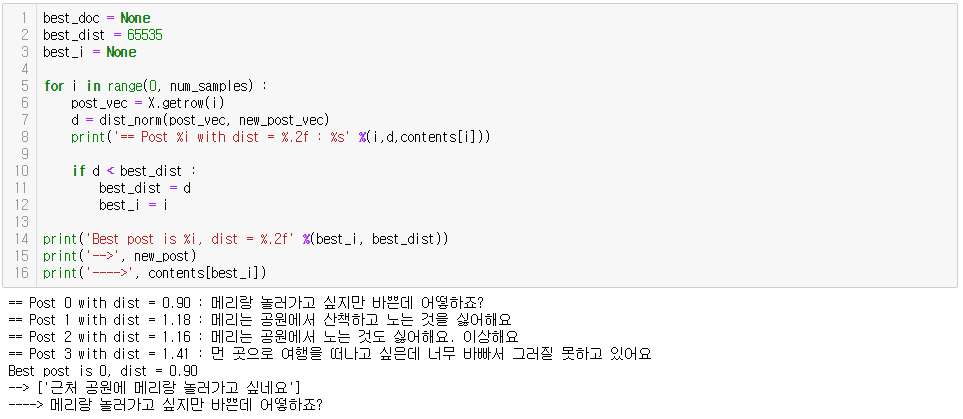 1 best_doc = None
2 best_dist = 65535
3 best_i = None
4
5 for i in range(0, num_samples) :
6     post_vec = X.getrow(i)
7     d = dist_norm(post_vec, new_post_vec)
8     print('== Post %i with dist = %.2f : %s' %(i,d,contents[i]))
9
10     if d < best_dist :
11         best_dist = d
12         best_i = i
13
14 print('Best post is %i, dist = %.2f' %(best_i, best_dist))
15 print('-->', new_post)
16 print('---->', contents[best_i])
== Post 0 with dist = 0.90 : 메리랑 놀러가고 싶지만 바쁜데 어떻하죠?
== Post 1 with dist = 1.18 : 메리는 공원에서 산책하고 노는 것을 싫어해요
== Post 2 with dist = 1.16 : 메리는 공원에서 노는 것도 싫어해요. 이상해요
== Post 3 with dist = 1.41 : 먼 곳으로 여행을 떠나고 싶은데 너무 바빠서 그러질 못하고 있어요
Best post is 0, dist = 0.90
--> ['근처 공원에 메리랑 놀러가고 싶네요']
----> 메리랑 놀러가고 싶지만 바쁜데 어떻하죠?